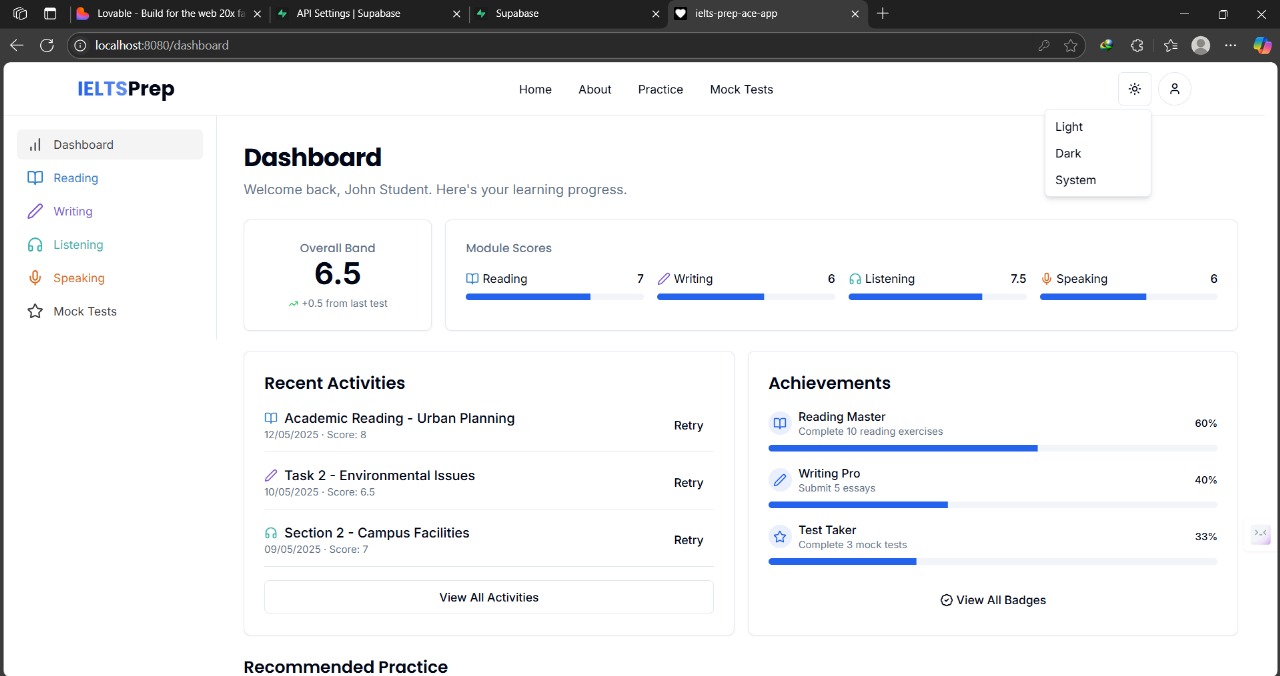 Lovable - Build for the web 20x fa
API Settings | Supabase
Supabase
ielts-prep-ace-app
localhost:8080/dashboard
IELTSPrep
Home
About
Practice
Mock Tests
Light
Dark
System
Dashboard
Reading
Writing
Listening
Speaking
Mock Tests
Dashboard
Welcome back, John Student. Here's your learning progress.
Overall Band
6.5
+0.5 from last test
Module Scores
Reading 7
Writing 6
Listening 7.5
Speaking 6
Recent Activities
Academic Reading - Urban Planning
12/05/2025 · Score: 8
Retry
Task 2 - Environmental Issues
10/05/2025 · Score: 6.5
Retry
Section 2 - Campus Facilities
09/05/2025 · Score: 7
Retry
View All Activities
Achievements
Reading Master
Complete 10 reading exercises
60%
Writing Pro
Submit 5 essays
40%
Test Taker
Complete 3 mock tests
33%
View All Badges
Recommended Practice